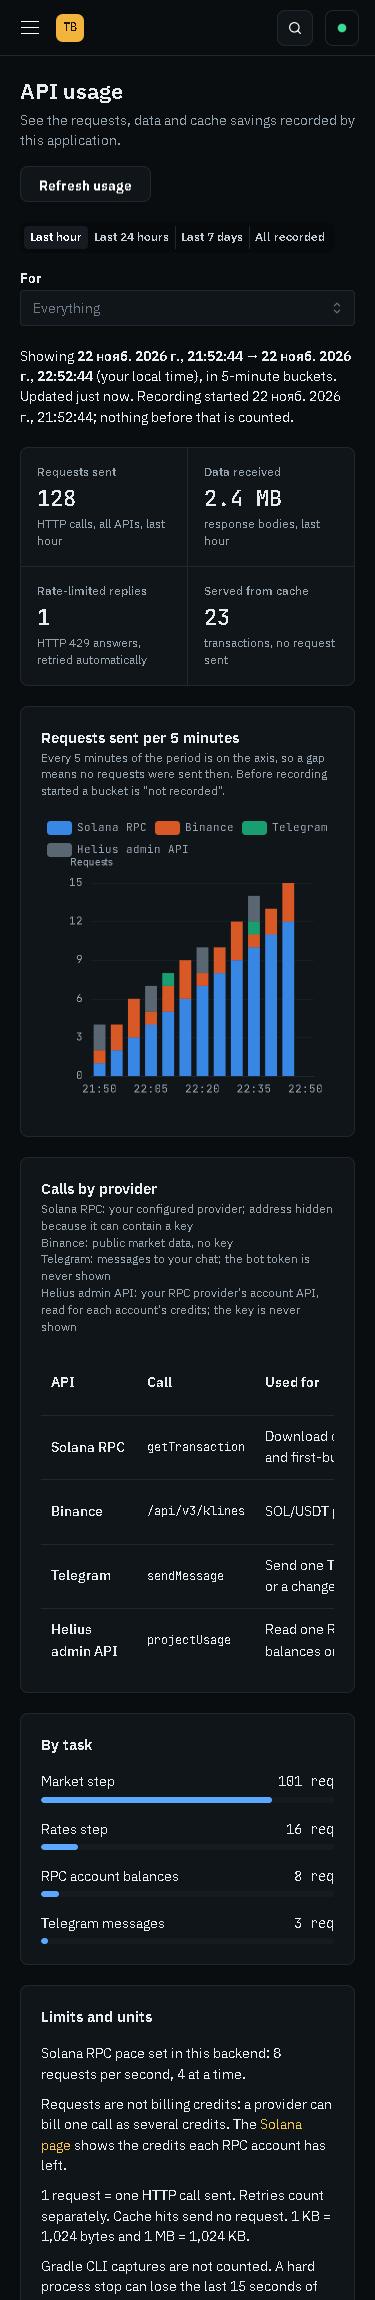 TB
API usage
See the requests, data and cache savings recorded by
this application.
Refresh usage
Last hour Last 24 hours Last 7 days All recorded
For
Everything
Showing 22 нояб. 2026 г., 21:52:44 → 22 нояб. 2026
г., 22:52:44 (your local time), in 5-minute buckets.
Updated just now. Recording started 22 нояб. 2026
г., 21:52:44; nothing before that is counted.
Requests sent
128
HTTP calls, all APIs, last
hour
Data received
2.4 MB
response bodies, last
hour
Rate-limited replies
1
HTTP 429 answers,
retried automatically
Served from cache
23
transactions, no request
sent
Requests sent per 5 minutes
Every 5 minutes of the period is on the axis, so a gap
means no requests were sent then. Before recording
started a bucket is "not recorded".
Solana RPC Binance Telegram
Helius admin API
Requests
15
12
9
6
3
0
21:50 22:05 22:20 22:35 22:50
Calls by provider
Solana RPC: your configured provider; address hidden
because it can contain a key
Binance: public market data, no key
Telegram: messages to your chat; the bot token is
never shown
Helius admin API: your RPC provider's account API,
read for each account's credits; the key is never
shown
API Call Used for
Solana RPC getTransaction Download
and first-bu
Binance /api/v3/klines SOL/USDT
Telegram sendMessage Send one T
or a change
Helius
admin API projectUsage Read one R
balances or
By task
Market step 101 req
Rates step 16 req
RPC account balances 8 req
Telegram messages 3 req
Limits and units
Solana RPC pace set in this backend: 8
requests per second, 4 at a time.
Requests are not billing credits: a provider can
bill one call as several credits. The Solana
page shows the credits each RPC account has
left.
1 request = one HTTP call sent. Retries count
separately. Cache hits send no request. 1 KB =
1,024 bytes and 1 MB = 1,024 KB.
Gradle CLI captures are not counted. A hard
process stop can lose the last 15 seconds of